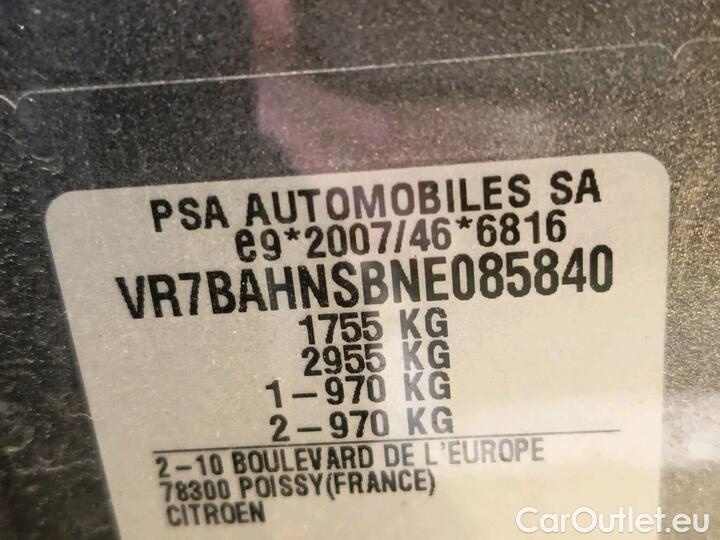 PSA AUTOMOBILES SA
e9*2007/46*6816
VR7BAHNSBNE085840
1755 KG
2955 KG
1-970 KG
2-970 KG
2-10 BOULEVARD DE L'EUROPE
78300 POISSY(FRANCE)
CITROEN
CarOutlet.eu